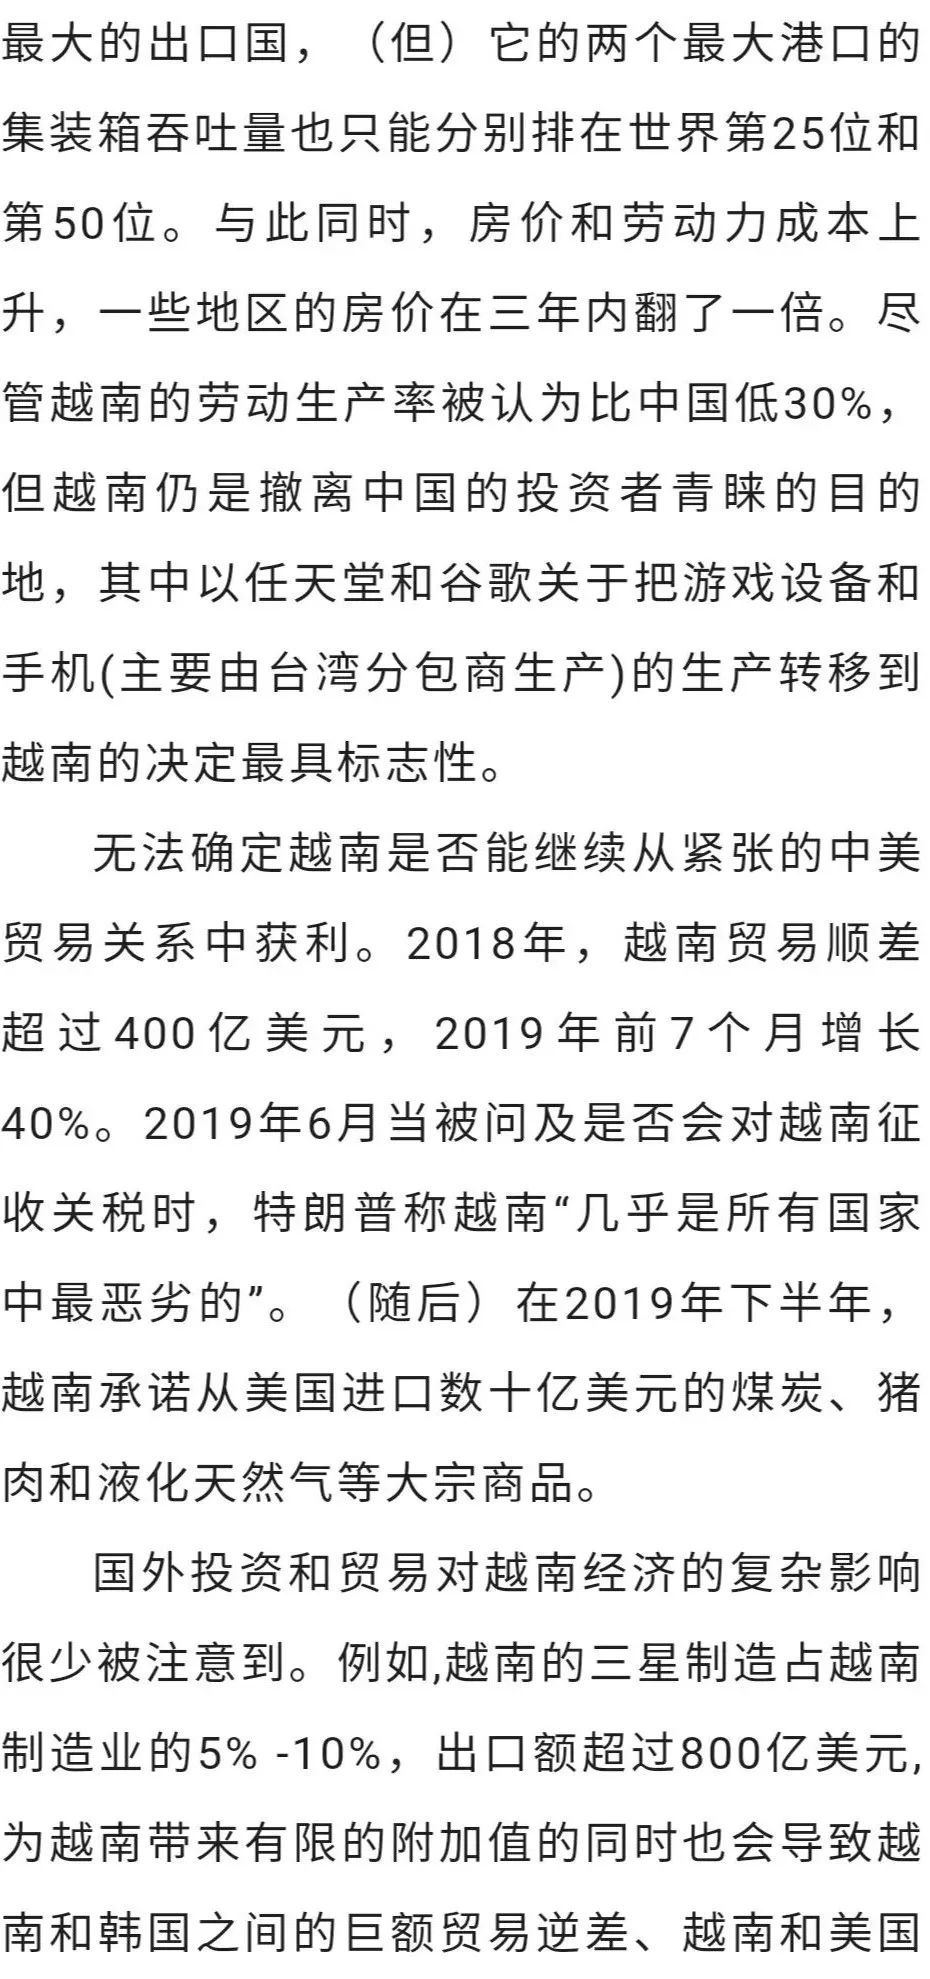 最大的出口国，（但）它的两个最大港口的
集装箱吞吐量也只能分别排在世界第25位和
第50位。与此同时，房价和劳动力成本上
升，一些地区的房价在三年内翻了一倍。尽
管越南的劳动生产率被认为比中国低30%，
但越南仍是撤离中国的投资者青睐的目的
地，其中以任天堂和谷歌关于把游戏设备和
手机(主要由台湾分包商生产)的生产转移到
越南的决定最具标志性。
无法确定越南是否能继续从紧张的中美
贸易关系中获利。2018年，越南贸易顺差
超过400亿美元，2019年前7个月增长
40%。2019年6月当被问及是否会对越南征
收关税时，特朗普称越南“几乎是所有国家
中最恶劣的”。（随后）在2019年下半年，
越南承诺从美国进口数十亿美元的煤炭、猪
肉和液化天然气等大宗商品。
国外投资和贸易对越南经济的复杂影响
很少被注意到。例如,越南的三星制造占越南
制造业的5% -10%，出口额超过800亿美元,
为越南带来有限的附加值的同时也会导致越
南和韩国之间的巨额贸易逆差、越南和美国